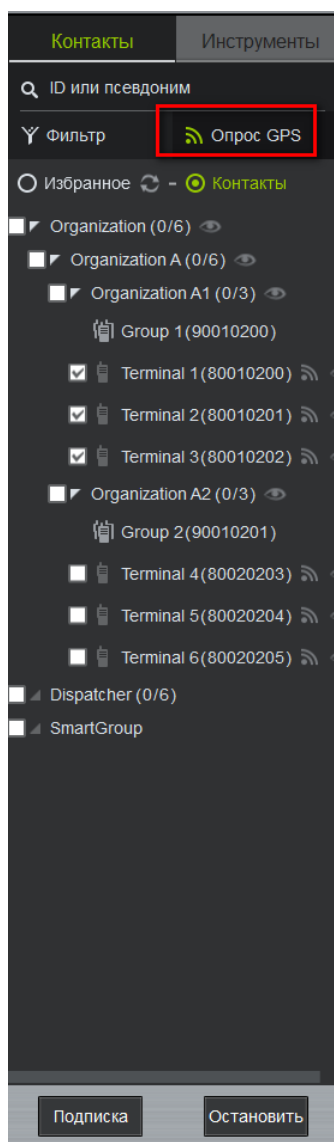 Контакты Инструменты
ID или псевдоним
Фильтр Опрос GPS
Избранное - Контакты
Organization (0/6)
Organization A (0/6)
Organization A1 (0/3)
Group 1(90010200)
Terminal 1(80010200)
Terminal 2(80010201)
Terminal 3(80010202)
Organization A2 (0/3)
Group 2(90010201)
Terminal 4(80020203)
Terminal 5(80020204)
Terminal 6(80020205)
Dispatcher (0/6)
SmartGroup
Подписка Остановить